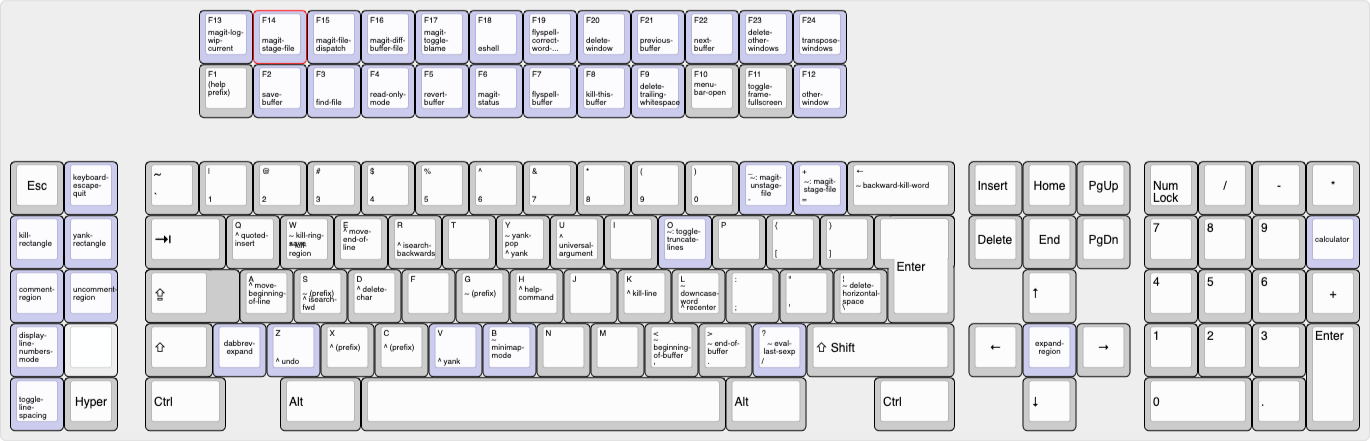 F13 F14 F15 F16 F17 F18 F19 F20 F21 F22 F23 F24
magit-log-wip-current magit-stage-file magit-file-dispatch magit-diff-buffer-file magit-toggle-blame eshell flyspell-correct-word-... delete-window previous-buffer next-buffer delete-other-windows transpose-windows
F1 F2 F3 F4 F5 F6 F7 F8 F9 F10 F11 F12
(help prefix) save-buffer find-file read-only-mode revert-buffer magit-status flyspell-buffer kill-this-buffer delete-trailing-whitespace menu-bar-open toggle-frame-fullscreen other-window
Esc keyboard-escape-quit
~ ` | 1 @ 2 # 3 $ 4 % 5 ^ 6 & 7 * 8 ( 9 ) 0 _ ~: magit-unstage-file - + ~: magit-stage-file = ← ~ backward-kill-word
Insert Home PgUp
Num Lock / - *
kill-rectangle yank-rectangle
Q ^ quoted-insert W ~ kill-ring-save ^ kill-region E ^ move-end-of-line R ^ isearch-backwards T Y ~ yank-pop ^ yank U ^ universal-argument I O ~: toggle-truncate-lines P { [ } ] Enter
Delete End PgDn
7 8 9 calculator
comment-region uncomment-region
A ^ move-beginning-of-line S ~ (prefix) ^ isearch-fwd D ^ delete-char F G ~ (prefix) H ^ help-command J K ^ kill-line L ~ downcase-word ^ recenter : ; " ' ~ delete-horizontal-space \
↑
4 5 6 +
display-line-numbers-mode
⇧ dabbrev-expand Z ^ undo X ^ (prefix) C ^ (prefix) V ^ yank B ~ minimap-mode N M < ~ beginning-of-buffer , > ~ end-of-buffer . ? ~ eval-last-sexp / ⇧ Shift
← expand-region →
1 2 3 Enter
toggle-line-spacing Hyper
Ctrl Alt Alt Ctrl
↓
0 .